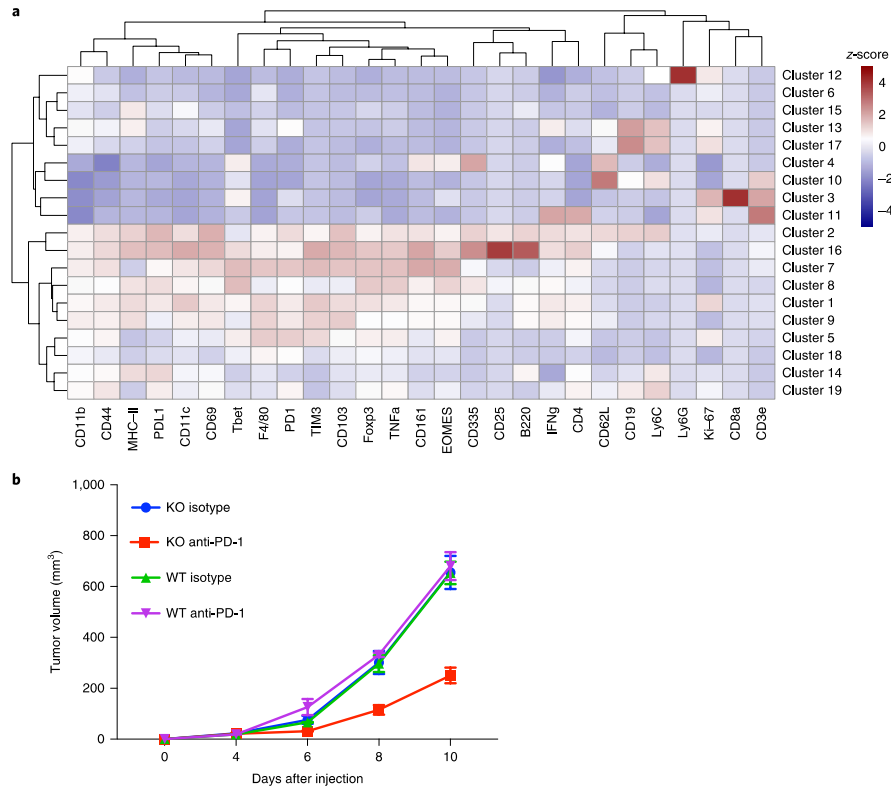 a
z-score
4
2
0
−2
−4
Cluster 12
Cluster 6
Cluster 15
Cluster 13
Cluster 17
Cluster 4
Cluster 10
Cluster 3
Cluster 11
Cluster 2
Cluster 16
Cluster 7
Cluster 8
Cluster 1
Cluster 9
Cluster 5
Cluster 18
Cluster 14
Cluster 19
CD11b
CD44
MHC−II
PDL1
CD11c
CD69
Tbet
F4/80
PD1
TIM3
CD103
Foxp3
TNFa
CD161
EOMES
CD335
CD25
B220
IFNg
CD4
CD62L
CD19
Ly6C
Ly6G
Ki−67
CD8a
CD3e
b
Tumor volume (mm³)
1,000
800
600
400
200
0
KO isotype
KO anti-PD-1
WT isotype
WT anti-PD-1
0 4 6 8 10
Days after injection